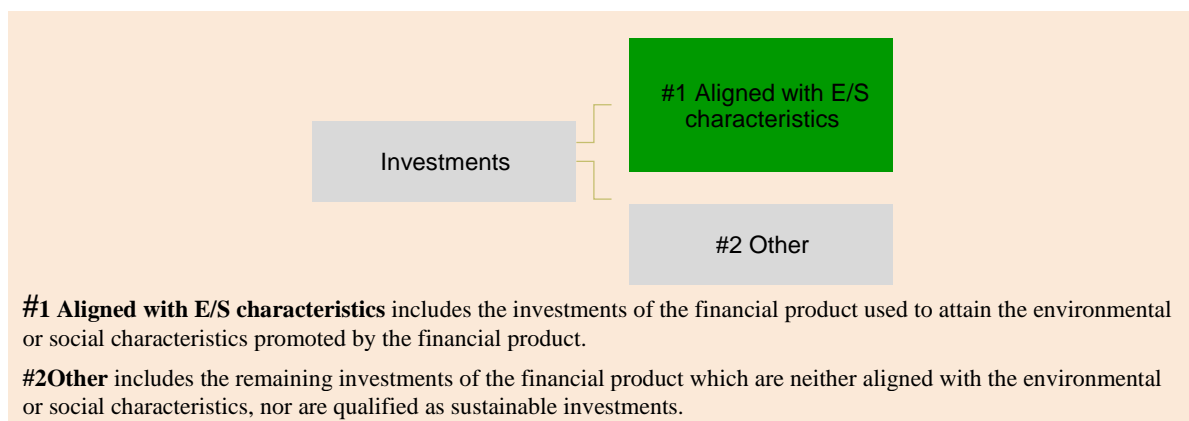 #1 Aligned with E/S
characteristics
Investments
#2 Other
#1 Aligned with E/S characteristics includes the investments of the financial product used to attain the environmental
or social characteristics promoted by the financial product.
#2Other includes the remaining investments of the financial product which are neither aligned with the environmental
or social characteristics, nor are qualified as sustainable investments.